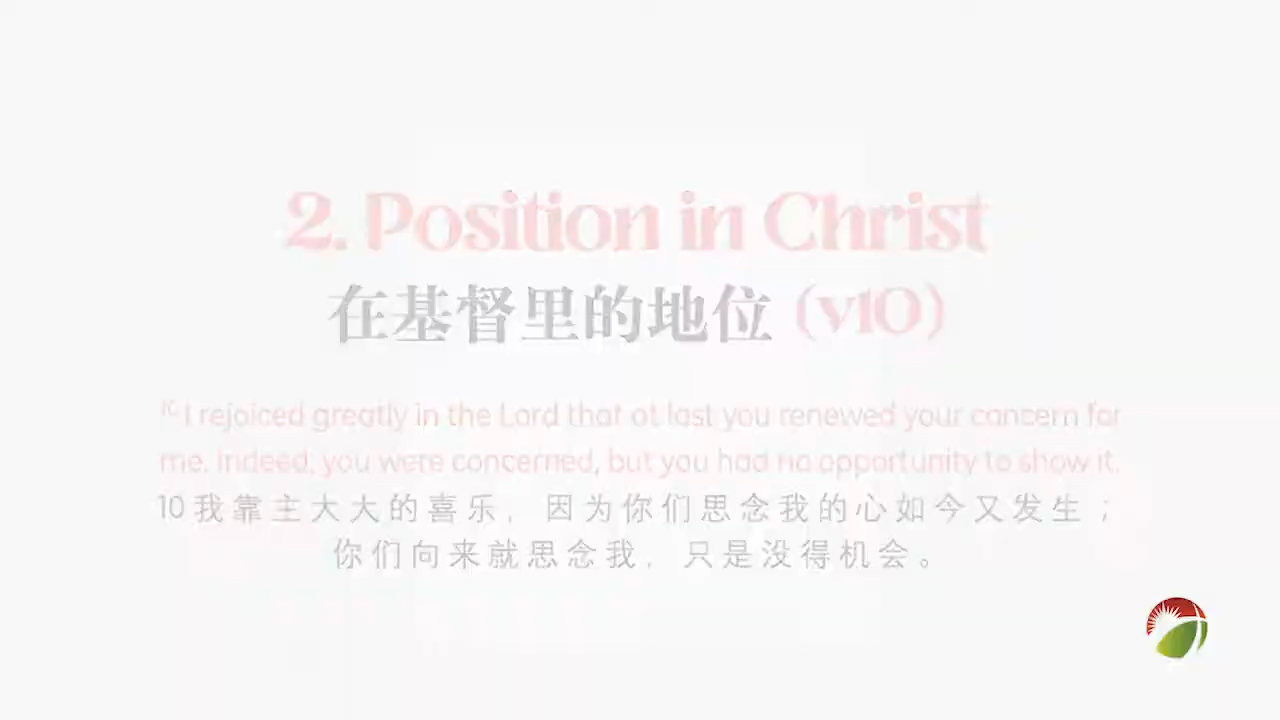 2. Position in Christ
在基督里的地位 (v10)
10 I rejoiced greatly in the Lord that at last you renewed your concern for
me. Indeed, you were concerned, but you had no opportunity to show it.
10我靠主大大的喜乐，因为你们思念我的心如今又发生；
你们向来就思念我，只是没得机会。